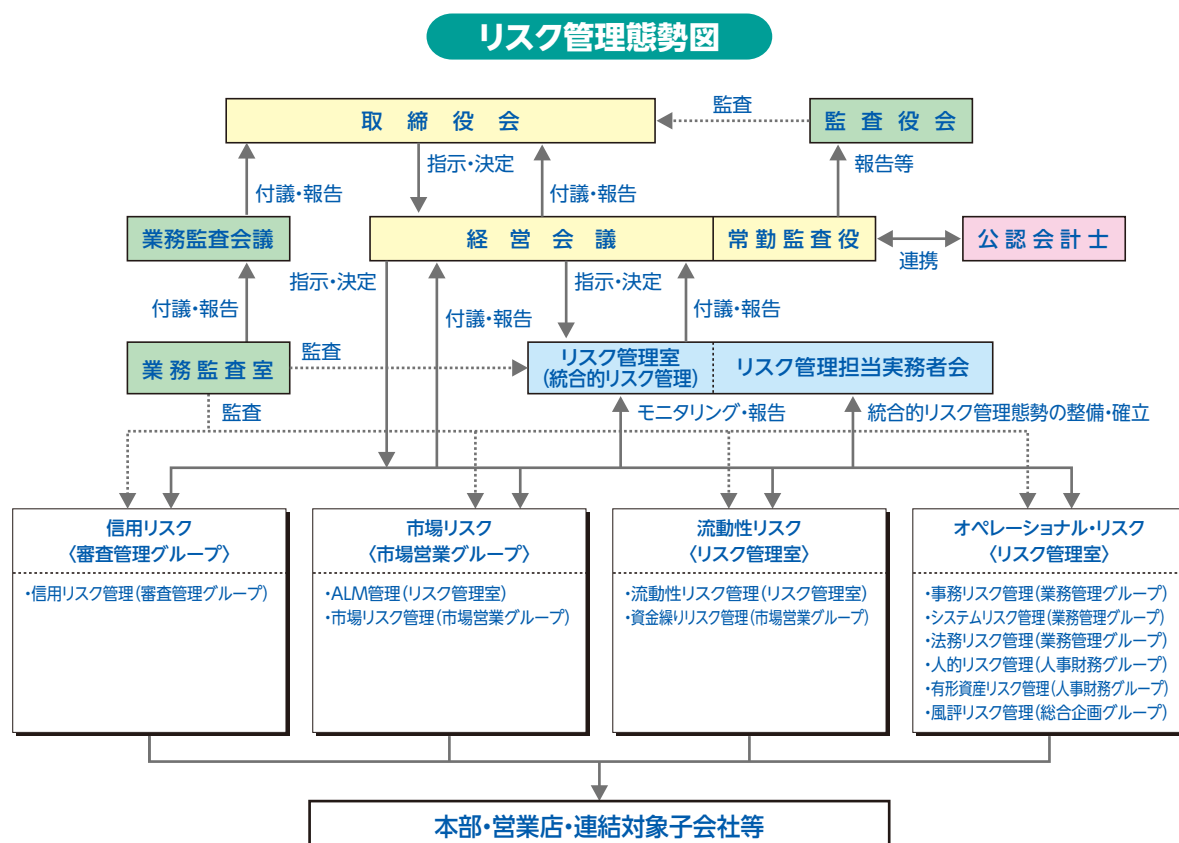 リスク管理態勢図
取締役会
監査
監査役会
指示・決定
付議・報告
付議・報告
報告等
業務監査会議
経営会議
常勤監査役
連携
公認会計士
付議・報告
指示・決定
付議・報告
指示・決定
付議・報告
業務監査室
監査
リスク管理室
(統合的リスク管理)
リスク管理担当実務者会
監査
モニタリング・報告
統合的リスク管理態勢の整備・確立
信用リスク
〈審査管理グループ〉
・信用リスク管理(審査管理グループ)
市場リスク
〈市場営業グループ〉
・ALM管理(リスク管理室)
・市場リスク管理(市場営業グループ)
流動性リスク
〈リスク管理室〉
・流動性リスク管理(リスク管理室)
・資金繰りリスク管理(市場営業グループ)
オペレーショナル・リスク
〈リスク管理室〉
・事務リスク管理(業務管理グループ)
・システムリスク管理(業務管理グループ)
・法務リスク管理(業務管理グループ)
・人的リスク管理(人事財務グループ)
・有形資産リスク管理(人事財務グループ)
・風評リスク管理(総合企画グループ)
本部・営業店・連結対象子会社等